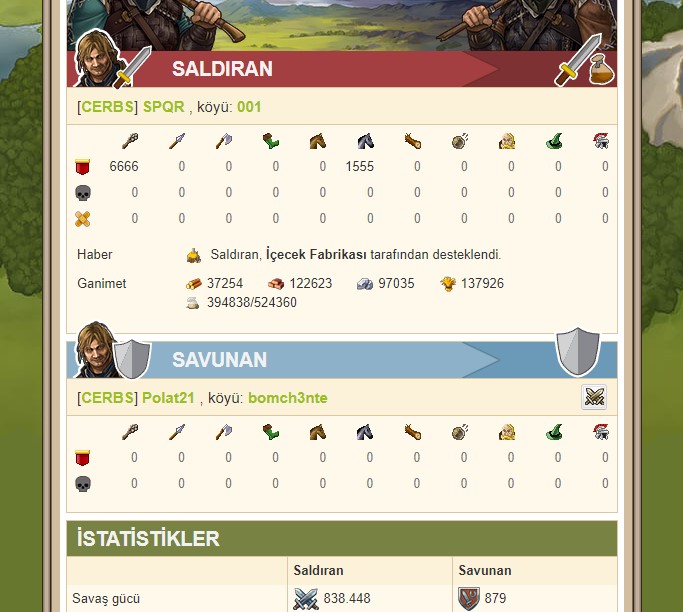 SALDIRAN
[CERBS] SPQR , köyü: 001
6666 0 0 0 0 1555 0 0 0 0 0
0 0 0 0 0 0 0 0 0 0 0
0 0 0 0 0 0 0 0 0 0 0
Haber Saldıran, İçecek Fabrikası tarafından desteklendi.
Ganimet 37254 122623 97035 137926
394838/524360
SAVUNAN
[CERBS] Polat21 , köyü: bomch3nte
0 0 0 0 0 0 0 0 0 0 0
0 0 0 0 0 0 0 0 0 0 0
İSTATİSTİKLER
Saldıran Savunan
Savaş gücü 838.448 879